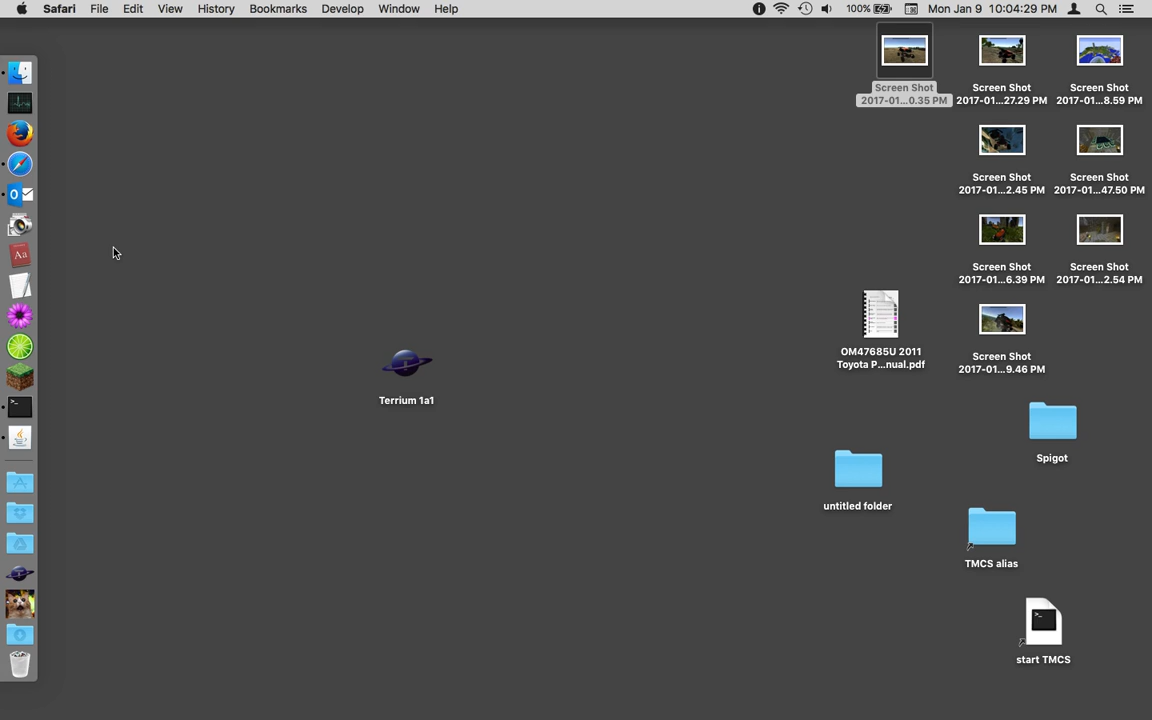 Safari File Edit View History Bookmarks Develop Window Help 100% Mon Jan 9 10:04:29 PM
Screen Shot
2017-01...0.35 PM
Screen Shot
2017-01...27.29 PM
Screen Shot
2017-01...8.59 PM
Screen Shot
2017-01...2.45 PM
Screen Shot
2017-01...47.50 PM
Screen Shot
2017-01...6.39 PM
Screen Shot
2017-01...2.54 PM
OM47685U 2011
Toyota P...nual.pdf
Screen Shot
2017-01...9.46 PM
Terrium 1a1
Spigot
untitled folder
TMCS alias
start TMCS
Aa